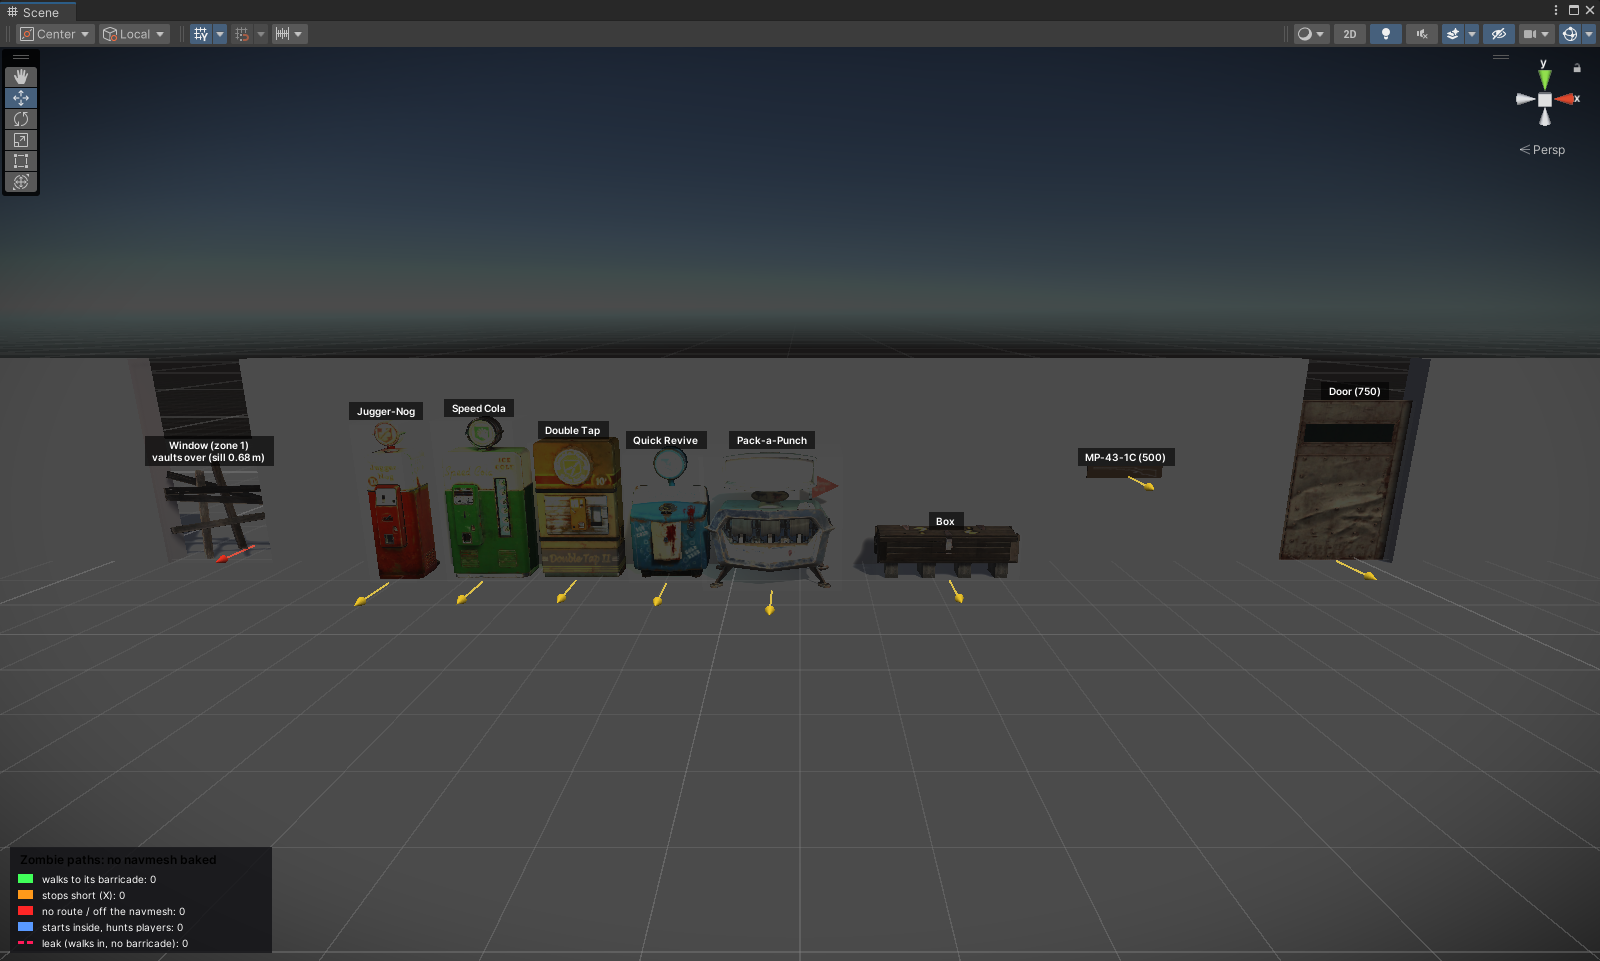 Scene
Center
Local
2D
y
x
Persp
Door (750)
Speed Cola
Jugger-Nog
Double Tap
Quick Revive
Pack-a-Punch
Window (zone 1)
vaults over (sill 0.68 m)
MP-43-1C (500)
Box
Double Tap II
Zombie paths: no navmesh baked
walks to its barricade: 0
stops short (X): 0
no route / off the navmesh: 0
starts inside, hunts players: 0
leak (walks in, no barricade): 0